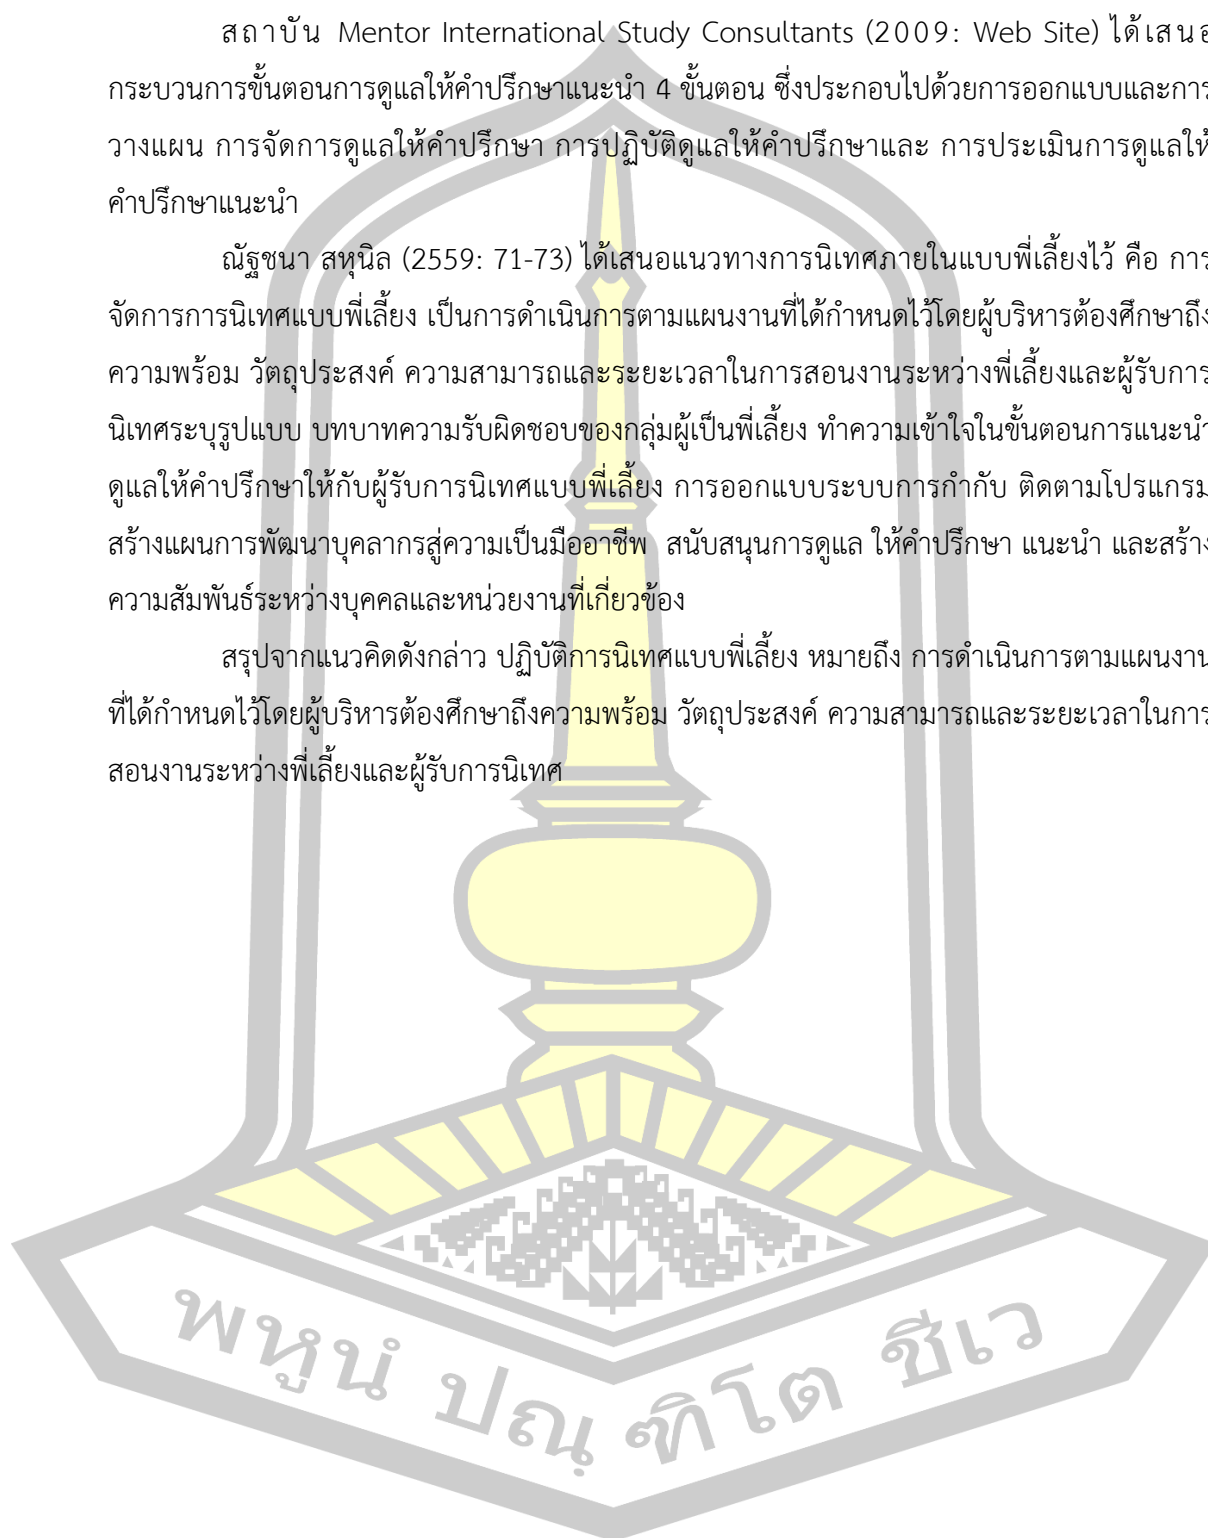 สถาบัน Mentor International Study Consultants (2009: Web Site) ได้เสนอ
กระบวนการขั้นตอนการดูแลให้คำปรึกษาแนะนำ 4 ขั้นตอน ซึ่งประกอบไปด้วยการออกแบบและการ
วางแผน การจัดการดูแลให้คำปรึกษา การปฏิบัติดูแลให้คำปรึกษาและ การประเมินการดูแลให้
คำปรึกษาแนะนำ
ณัฐชนา สหุนิล (2559: 71-73) ได้เสนอแนวทางการนิเทศภายในแบบพี่เลี้ยงไว้ คือ การ
จัดการการนิเทศแบบพี่เลี้ยง เป็นการดำเนินการตามแผนงานที่ได้กำหนดไว้โดยผู้บริหารต้องศึกษาถึง
ความพร้อม วัตถุประสงค์ ความสามารถและระยะเวลาในการสอนงานระหว่างพี่เลี้ยงและผู้รับการ
นิเทศระบุรูปแบบ บทบาทความรับผิดชอบของกลุ่มผู้เป็นพี่เลี้ยง ทำความเข้าใจในขั้นตอนการแนะนำ
ดูแลให้คำปรึกษาให้กับผู้รับการนิเทศแบบพี่เลี้ยง การออกแบบระบบการกำกับ ติดตามโปรแกรม
สร้างแผนการพัฒนาบุคลากรสู่ความเป็นมืออาชีพ สนับสนุนการดูแล ให้คำปรึกษา แนะนำ และสร้าง
ความสัมพันธ์ระหว่างบุคคลและหน่วยงานที่เกี่ยวข้อง
สรุปจากแนวคิดดังกล่าว ปฏิบัติการนิเทศแบบพี่เลี้ยง หมายถึง การดำเนินการตามแผนงาน
ที่ได้กำหนดไว้โดยผู้บริหารต้องศึกษาถึงความพร้อม วัตถุประสงค์ ความสามารถและระยะเวลาในการ
สอนงานระหว่างพี่เลี้ยงและผู้รับการนิเทศ
พหูนํ ปณฺ ฑิโต ชีเว